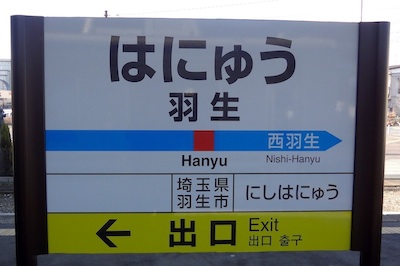 はにゅう
羽生
西羽生
Hanyu
Nishi-Hanyu
埼玉県
羽生市
にしはにゅう
← 出口
Exit
出口 출구